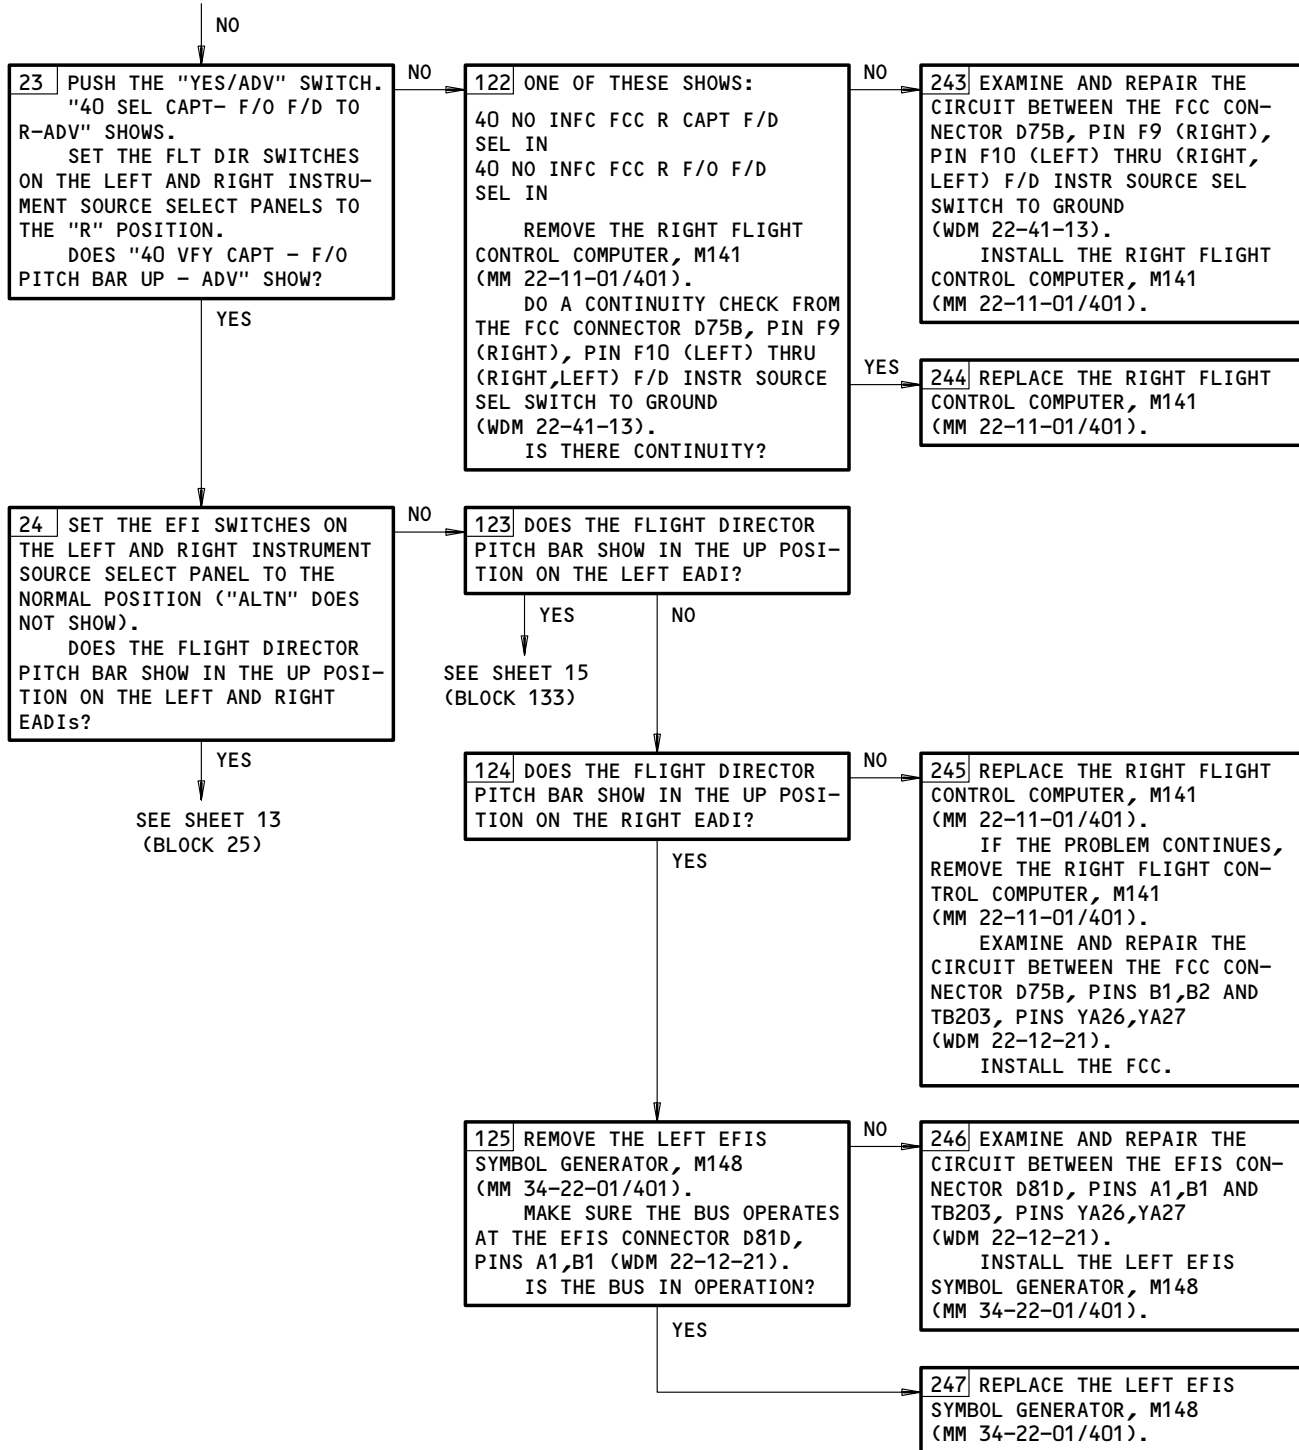 NO
23 PUSH THE "YES/ADV" SWITCH.
"40 SEL CAPT- F/O F/D TO
R-ADV" SHOWS.
SET THE FLT DIR SWITCHES
ON THE LEFT AND RIGHT INSTRU-
MENT SOURCE SELECT PANELS TO
THE "R" POSITION.
DOES "40 VFY CAPT - F/O
PITCH BAR UP - ADV" SHOW?
NO
YES
122 ONE OF THESE SHOWS:
40 NO INFC FCC R CAPT F/D
SEL IN
40 NO INFC FCC R F/O F/D
SEL IN
REMOVE THE RIGHT FLIGHT
CONTROL COMPUTER, M141
(MM 22-11-01/401).
DO A CONTINUITY CHECK FROM
THE FCC CONNECTOR D75B, PIN F9
(RIGHT), PIN F10 (LEFT) THRU
(RIGHT,LEFT) F/D INSTR SOURCE
SEL SWITCH TO GROUND
(WDM 22-41-13).
IS THERE CONTINUITY?
NO
YES
243 EXAMINE AND REPAIR THE
CIRCUIT BETWEEN THE FCC CON-
NECTOR D75B, PIN F9 (RIGHT),
PIN F10 (LEFT) THRU (RIGHT,
LEFT) F/D INSTR SOURCE SEL
SWITCH TO GROUND
(WDM 22-41-13).
INSTALL THE RIGHT FLIGHT
CONTROL COMPUTER, M141
(MM 22-11-01/401).
244 REPLACE THE RIGHT FLIGHT
CONTROL COMPUTER, M141
(MM 22-11-01/401).
24 SET THE EFI SWITCHES ON
THE LEFT AND RIGHT INSTRUMENT
SOURCE SELECT PANEL TO THE
NORMAL POSITION ("ALTN" DOES
NOT SHOW).
DOES THE FLIGHT DIRECTOR
PITCH BAR SHOW IN THE UP POSI-
TION ON THE LEFT AND RIGHT
EADIs?
NO
YES
SEE SHEET 13
(BLOCK 25)
123 DOES THE FLIGHT DIRECTOR
PITCH BAR SHOW IN THE UP POSI-
TION ON THE LEFT EADI?
YES
NO
SEE SHEET 15
(BLOCK 133)
124 DOES THE FLIGHT DIRECTOR
PITCH BAR SHOW IN THE UP POSI-
TION ON THE RIGHT EADI?
NO
YES
245 REPLACE THE RIGHT FLIGHT
CONTROL COMPUTER, M141
(MM 22-11-01/401).
IF THE PROBLEM CONTINUES,
REMOVE THE RIGHT FLIGHT CON-
TROL COMPUTER, M141
(MM 22-11-01/401).
EXAMINE AND REPAIR THE
CIRCUIT BETWEEN THE FCC CON-
NECTOR D75B, PINS B1,B2 AND
TB203, PINS YA26,YA27
(WDM 22-12-21).
INSTALL THE FCC.
125 REMOVE THE LEFT EFIS
SYMBOL GENERATOR, M148
(MM 34-22-01/401).
MAKE SURE THE BUS OPERATES
AT THE EFIS CONNECTOR D81D,
PINS A1,B1 (WDM 22-12-21).
IS THE BUS IN OPERATION?
NO
YES
246 EXAMINE AND REPAIR THE
CIRCUIT BETWEEN THE EFIS CON-
NECTOR D81D, PINS A1,B1 AND
TB203, PINS YA26,YA27
(WDM 22-12-21).
INSTALL THE LEFT EFIS
SYMBOL GENERATOR, M148
(MM 34-22-01/401).
247 REPLACE THE LEFT EFIS
SYMBOL GENERATOR, M148
(MM 34-22-01/401).